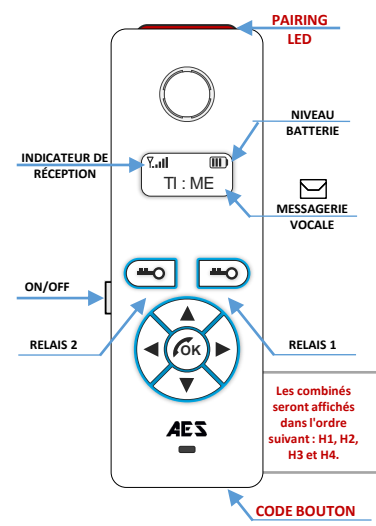 PAIRING
LED
NIVEAU
BATTERIE
INDICATEUR DE
RÉCEPTION
TI : ME
MESSAGERIE
VOCALE
ON/OFF
RELAIS 2
RELAIS 1
OK
Les combinés
seront affichés
dans l'ordre
suivant : H1, H2,
H3 et H4.
AES
CODE BOUTON